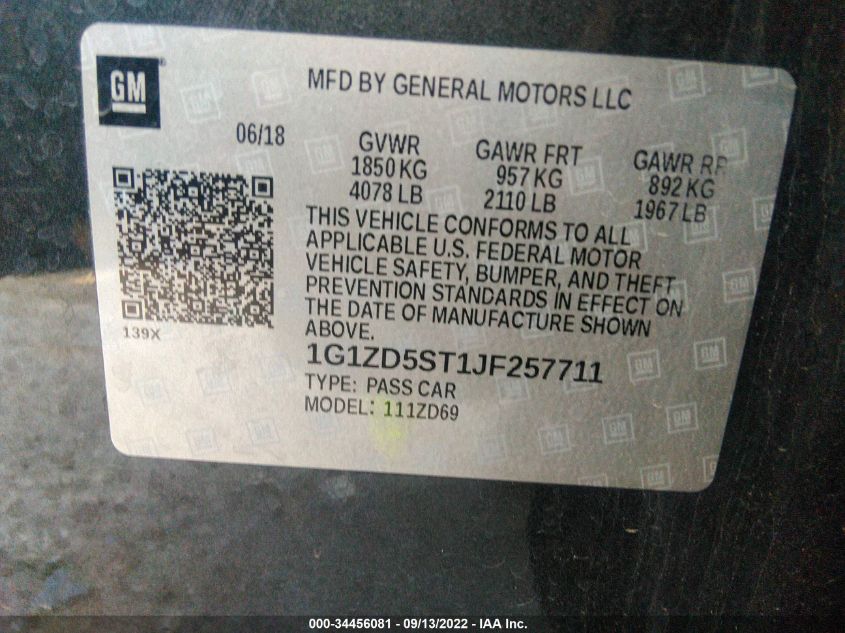 GM
MFD BY GENERAL MOTORS LLC
06/18
GVWR
1850 KG
4078 LB
GAWR FRT
957 KG
2110 LB
GAWR RR
892 KG
1967 LB
THIS VEHICLE CONFORMS TO ALL
APPLICABLE U.S. FEDERAL MOTOR
VEHICLE SAFETY, BUMPER, AND THEFT
PREVENTION STANDARDS IN EFFECT ON
THE DATE OF MANUFACTURE SHOWN
ABOVE.
139X
1G1ZD5ST1JF257711
TYPE: PASS CAR
MODEL: 111ZD69
000-34456081 - 09/13/2022 - IAA Inc.